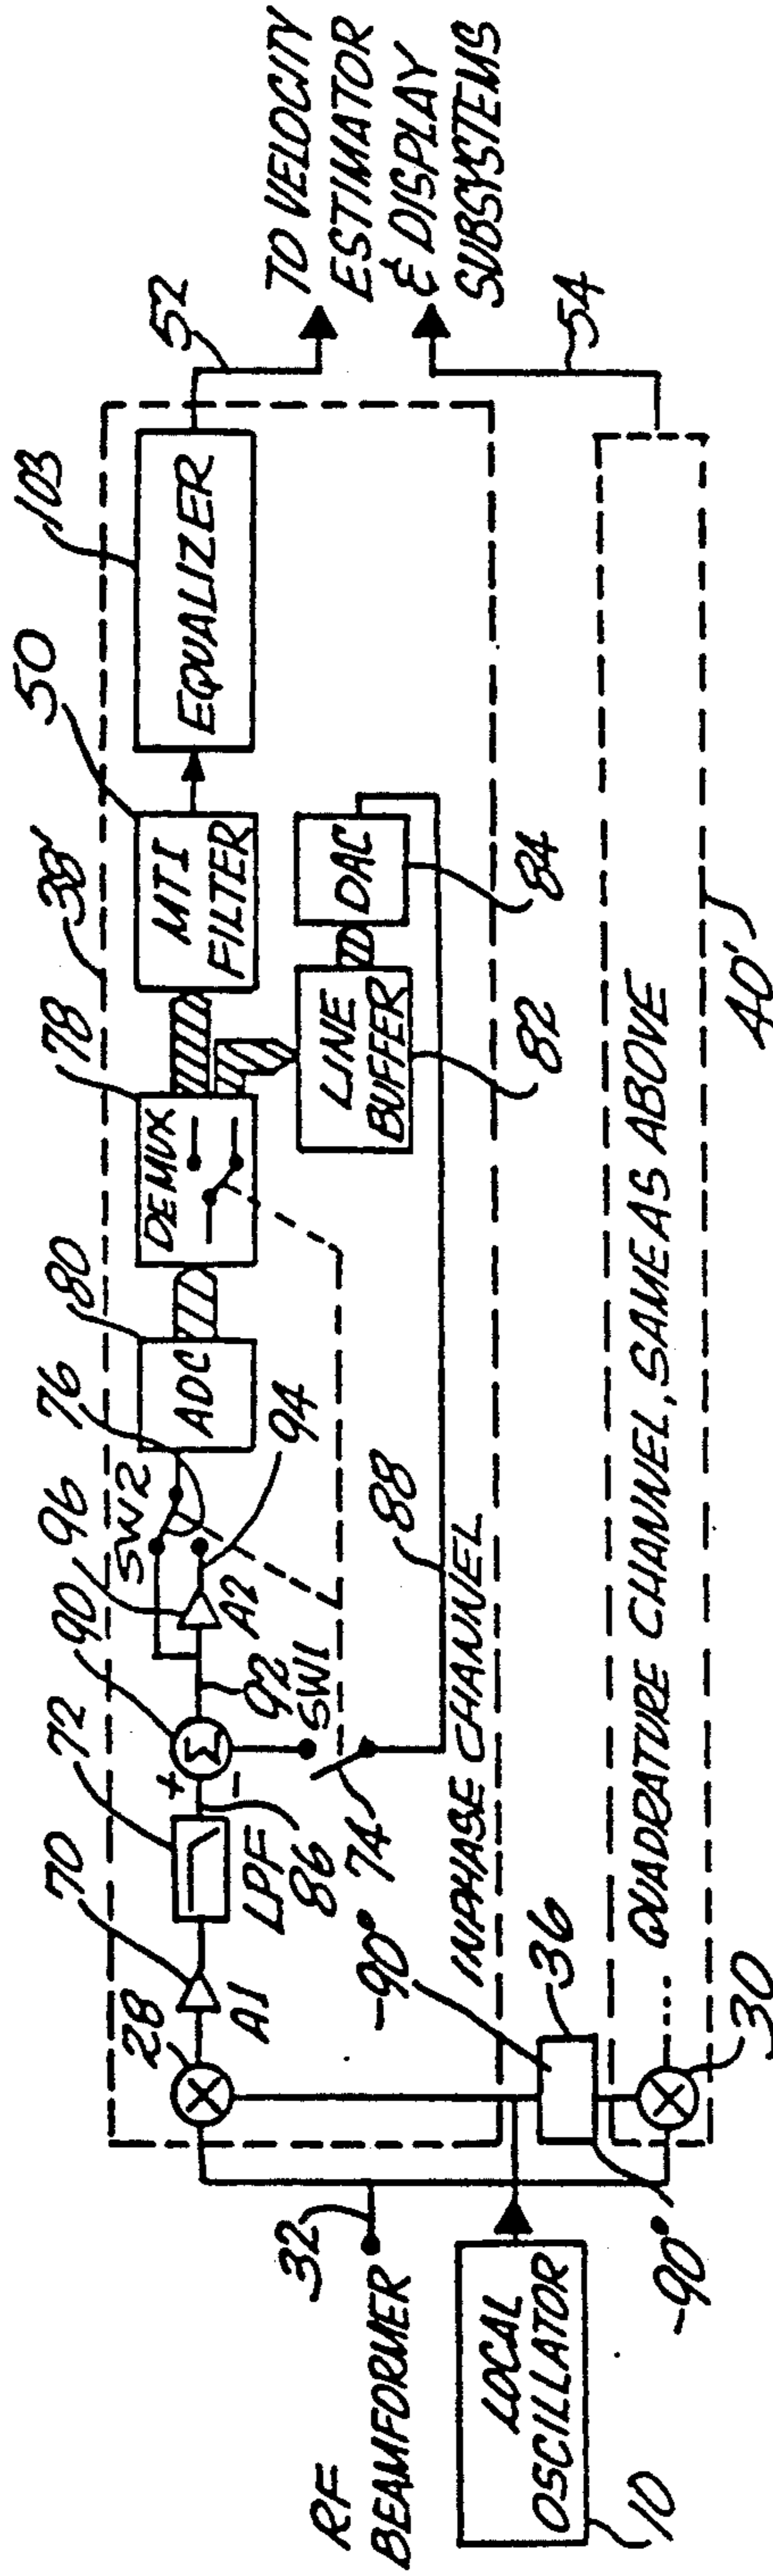 RF
BEAMFORMER
32
LOCAL
OSCILLATOR
10
28
70
A1
72
LPF
86
+
-
Σ
90
92
SW1
74
96
A2
94
SW2
76
ADC
80
DEMUX
78
38'
MTI
FILTER
50
EQUALIZER
103
LINE
BUFFER
82
DAC
84
88
INPHASE CHANNEL
52
TO VELOCITY
ESTIMATOR
& DISPLAY
SUBSYSTEMS
54
-90°
36
-90°
30
QUADRATURE CHANNEL, SAME AS ABOVE
40'